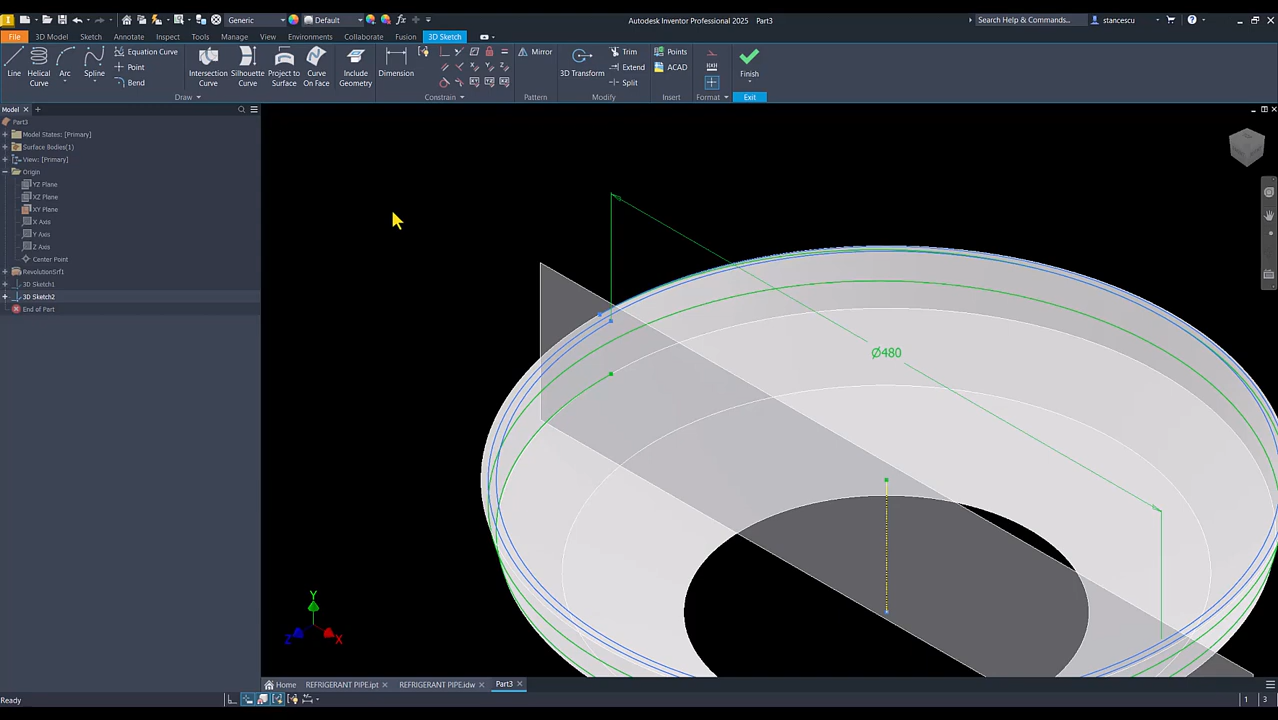 Generic
Default
Autodesk Inventor Professional 2025 Part3
Search Help & Commands...
stancescu
File 3D Model Sketch Annotate Inspect Tools Manage View Environments Collaborate Fusion 3D Sketch
Line
Helical
Curve
Arc
Spline
Equation Curve
Point
Bend
Intersection
Curve
Silhouette
Curve
Project to
Surface
Curve
On Face
Include
Geometry
Dimension
Mirror
3D Transform
Trim
Extend
Split
Points
ACAD
Finish
Draw Constrain Pattern Modify Insert Format Exit
Model
Part3
Model States: [Primary]
Surface Bodies(1)
View: [Primary]
Origin
YZ Plane
XZ Plane
XY Plane
X Axis
Y Axis
Z Axis
Center Point
RevolutionSrf1
3D Sketch1
3D Sketch2
End of Part
Ø480
Y
Z X
Home REFRIGERANT PIPE.ipt REFRIGERANT PIPE.idw Part3
Ready 1 3